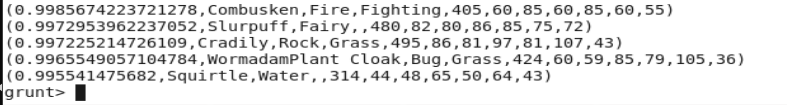 (0.9985674223721278,Combusken,Fire,Fighting,405,60,85,60,85,60,55)
(0.9972953962237052,Slurpuff,Fairy,,480,82,80,86,85,75,72)
(0.997225214726109,Cradily,Rock,Grass,495,86,81,97,81,107,43)
(0.9965549057104784,WormadamPlant Cloak,Bug,Grass,424,60,59,85,79,105,36)
(0.995541475682,Squirtle,Water,,314,44,48,65,50,64,43)
grunt>